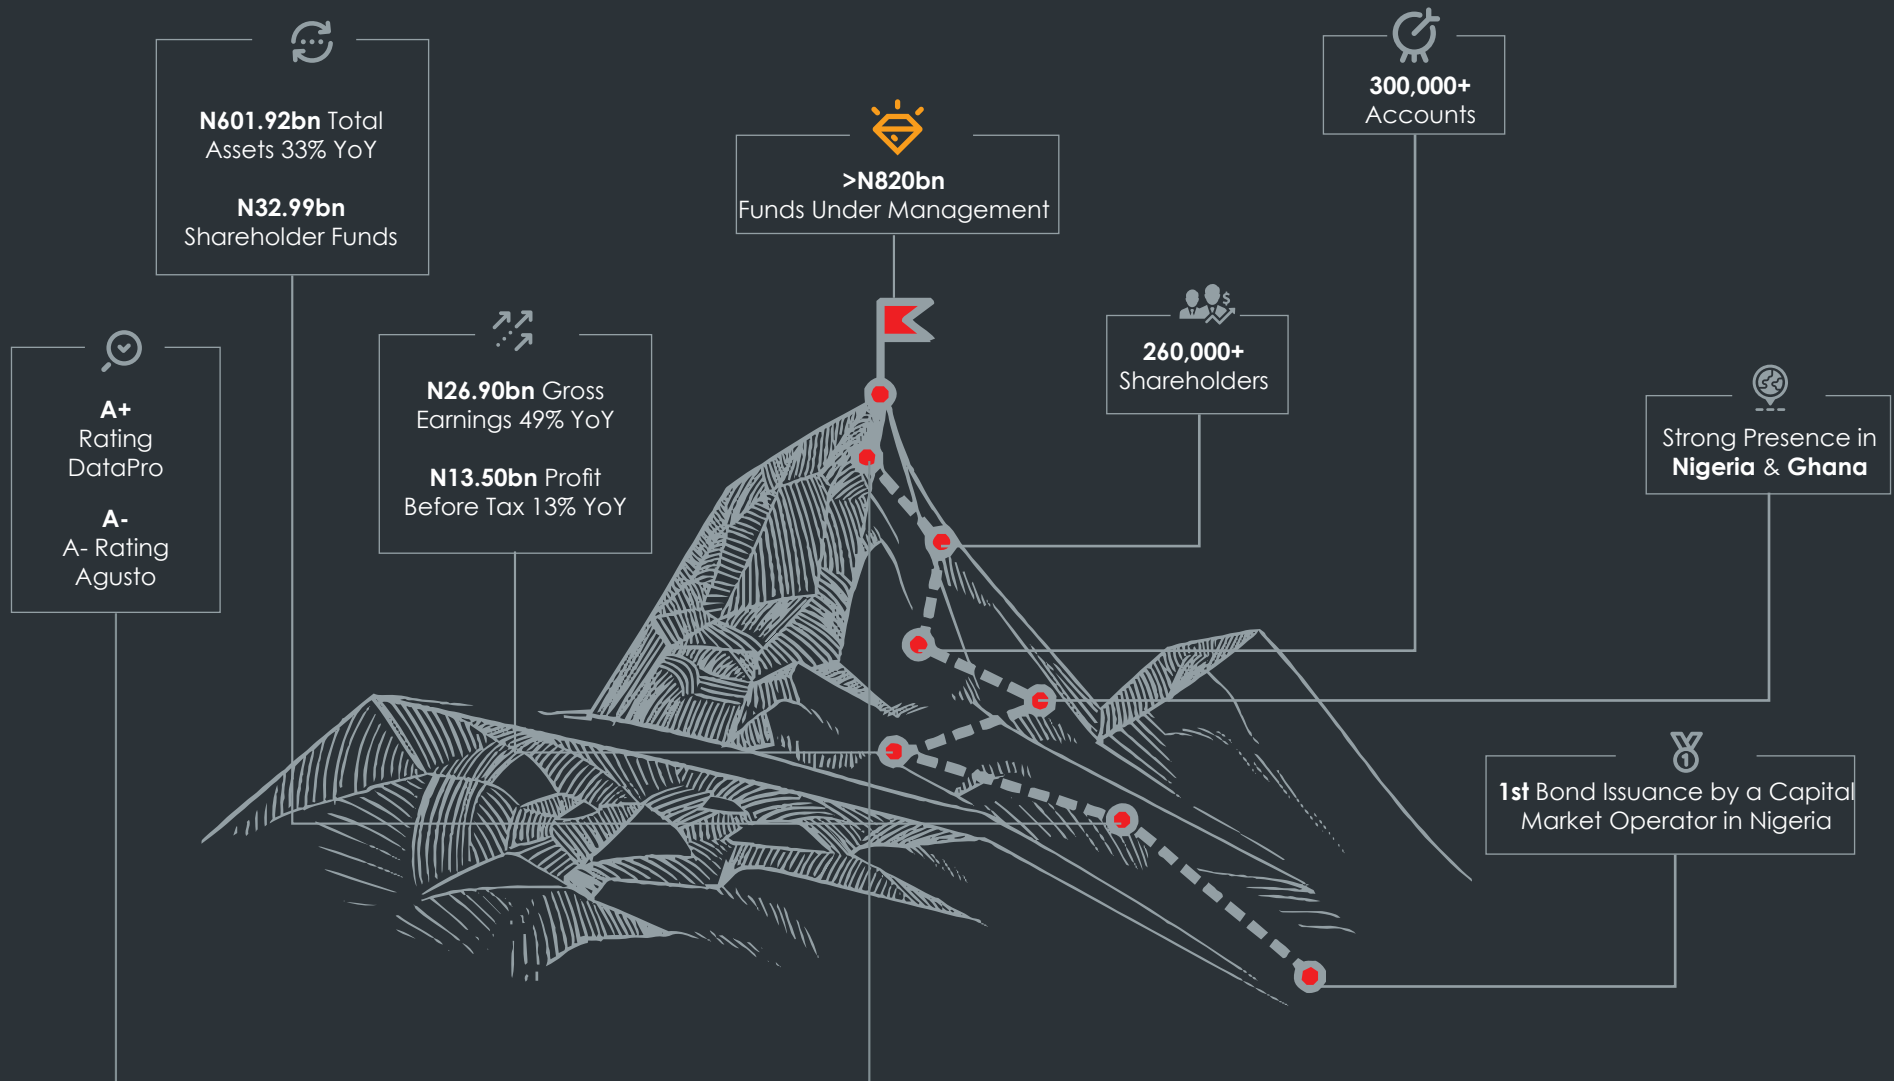 N601.92bn Total
Assets 33% YoY
N32.99bn
Shareholder Funds
>N820bn
Funds Under Management
300,000+
Accounts
A+
Rating
DataPro
A-
A- Rating
Agusto
N26.90bn Gross
Earnings 49% YoY
N13.50bn Profit
Before Tax 13% YoY
$
260,000+
Shareholders
Strong Presence in
Nigeria & Ghana
1
1st Bond Issuance by a Capital
Market Operator in Nigeria